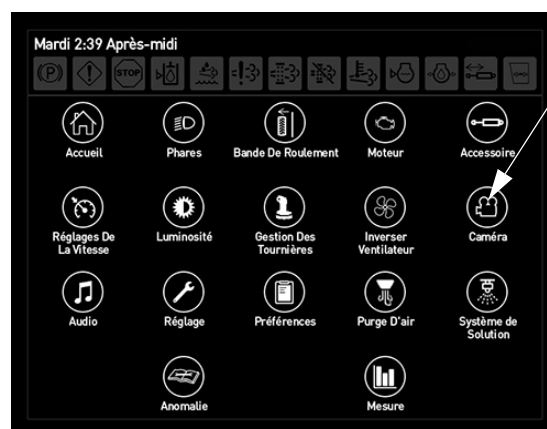 Mardi 2:39 Après-midi
(P) STOP
Accueil Phares Bande De Roulement Moteur Accessoire
Réglages De La Vitesse Luminosité Gestion Des Tournières Inverser Ventilateur Caméra
Audio Réglage Préférences Purge D'air Système de Solution
Anomalie Mesure